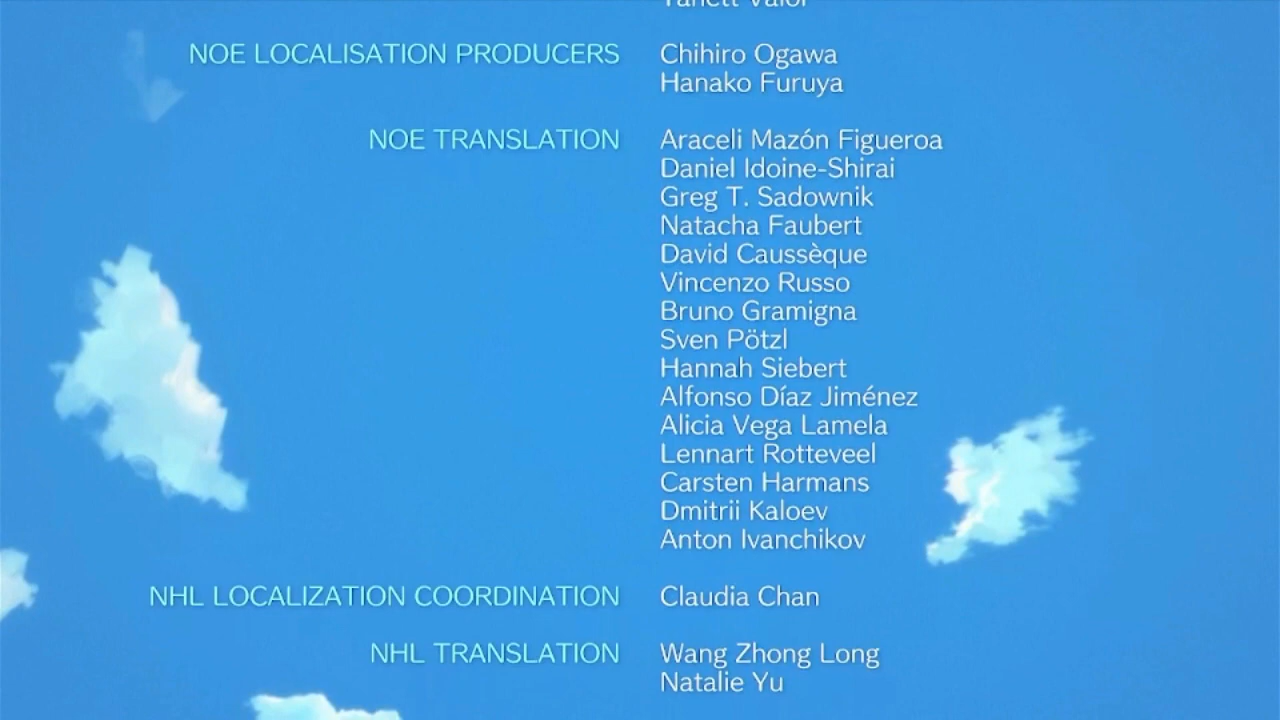 NOE LOCALISATION PRODUCERS Chihiro Ogawa
Hanako Furuya
NOE TRANSLATION Araceli Mazón Figueroa
Daniel Idoine-Shirai
Greg T. Sadownik
Natacha Faubert
David Caussèque
Vincenzo Russo
Bruno Gramigna
Sven Pötzl
Hannah Siebert
Alfonso Díaz Jiménez
Alicia Vega Lamela
Lennart Rotteveel
Carsten Harmans
Dmitrii Kaloev
Anton Ivanchikov
NHL LOCALIZATION COORDINATION Claudia Chan
NHL TRANSLATION Wang Zhong Long
Natalie Yu